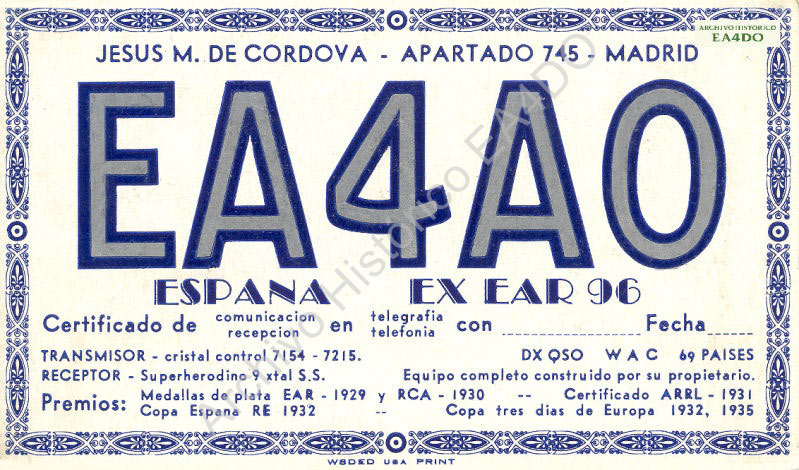 ARCHIVO HISTORICO
EA4DO
JESUS M. DE CORDOVA - APARTADO 745 - MADRID
EA4AO
ESPANA EX EAR 96
Certificado de comunicacion recepcion en telegrafia telefonia con Fecha
TRANSMISOR - cristal control 7154 - 7215. DX QSO W A C 69 PAISES
RECEPTOR - Superherodino 9 xtal S.S. Equipo completo construido por su propietario.
Premios: Medallas de plata EAR - 1929 y RCA - 1930 -- Certificado ARRL - 1931
Copa Espana RE 1932 -- Copa tres dias de Europa 1932, 1935
W8DED USA PRINT
Archivo Histórico EA4DO